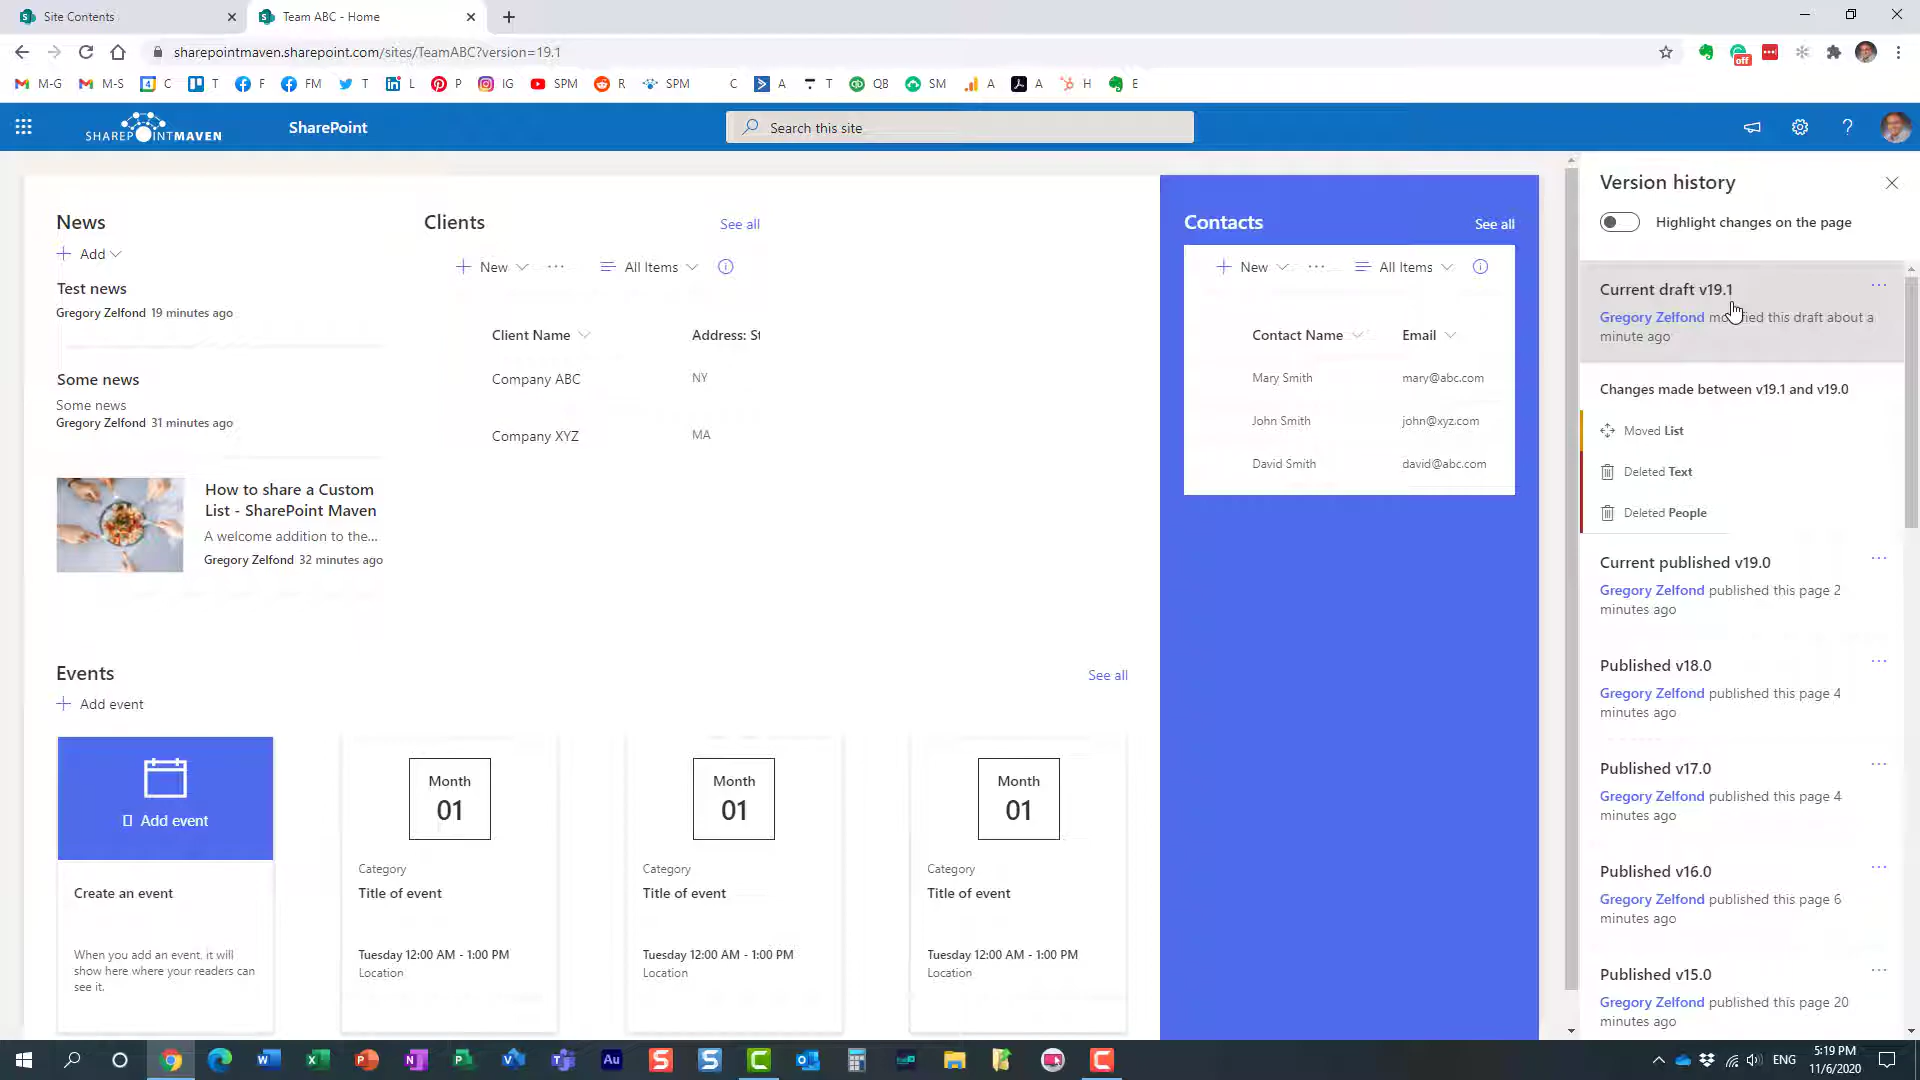 Site Contents
Team ABC - Home
sharepointmaven.sharepoint.com/sites/TeamABC?version=19.1
off
M-G
M-S
C
T
F
FM
T
L
P
IG
SPM
R
SPM
C
A
T
QB
SM
A
A
H
E
SHAREPOINTMAVEN
SharePoint
Search this site
News
Add
Test news
Gregory Zelfond 19 minutes ago
Some news
Some news
Gregory Zelfond 31 minutes ago
How to share a Custom
List - SharePoint Maven
A welcome addition to the...
Gregory Zelfond 32 minutes ago
Clients
See all
New
All Items
Client Name
Address: St
Company ABC
NY
Company XYZ
MA
Contacts
See all
New
All Items
Contact Name
Email
Mary Smith
mary@abc.com
John Smith
john@xyz.com
David Smith
david@abc.com
Events
See all
Add event
Add event
Create an event
When you add an event, it will
show here where your readers can
see it.
Month
01
Category
Title of event
Tuesday 12:00 AM - 1:00 PM
Location
Month
01
Category
Title of event
Tuesday 12:00 AM - 1:00 PM
Location
Month
01
Category
Title of event
Tuesday 12:00 AM - 1:00 PM
Location
Version history
Highlight changes on the page
Current draft v19.1
Gregory Zelfond modified this draft about a
minute ago
Changes made between v19.1 and v19.0
Moved List
Deleted Text
Deleted People
Current published v19.0
Gregory Zelfond published this page 2
minutes ago
Published v18.0
Gregory Zelfond published this page 4
minutes ago
Published v17.0
Gregory Zelfond published this page 4
minutes ago
Published v16.0
Gregory Zelfond published this page 6
minutes ago
Published v15.0
Gregory Zelfond published this page 20
minutes ago
Au
ENG
5:19 PM
11/6/2020